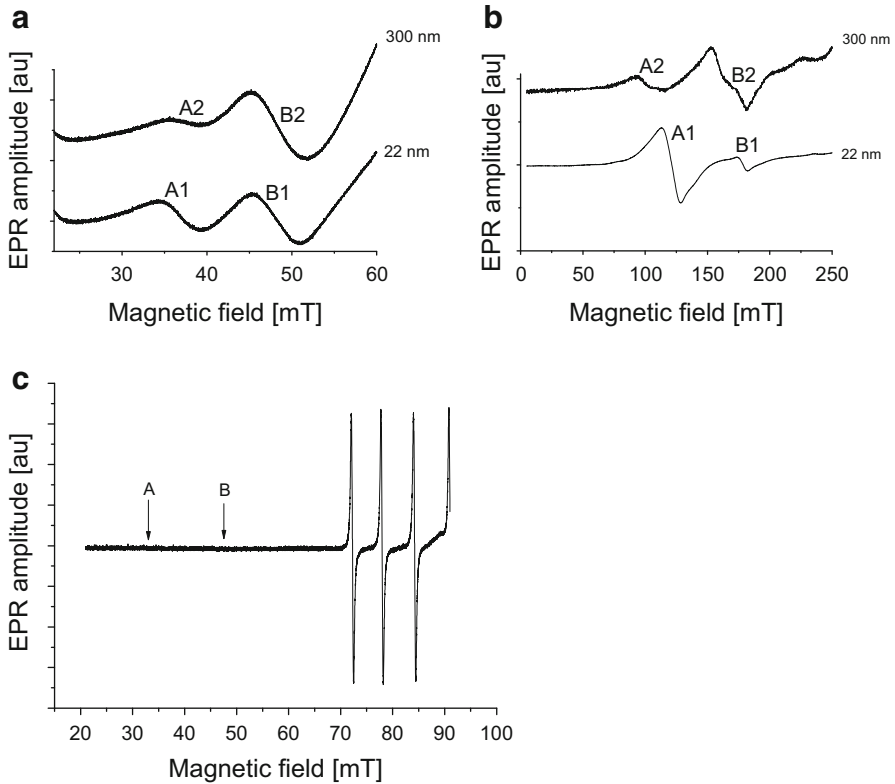 a
EPR amplitude [au]
300 nm
A2
B2
22 nm
A1
B1
30 40 50 60
Magnetic field [mT]
b
EPR amplitude [au]
300 nm
A2
B2
A1
B1
22 nm
0 50 100 150 200 250
Magnetic field [mT]
c
EPR amplitude [au]
A B
20 30 40 50 60 70 80 90 100
Magnetic field [mT]